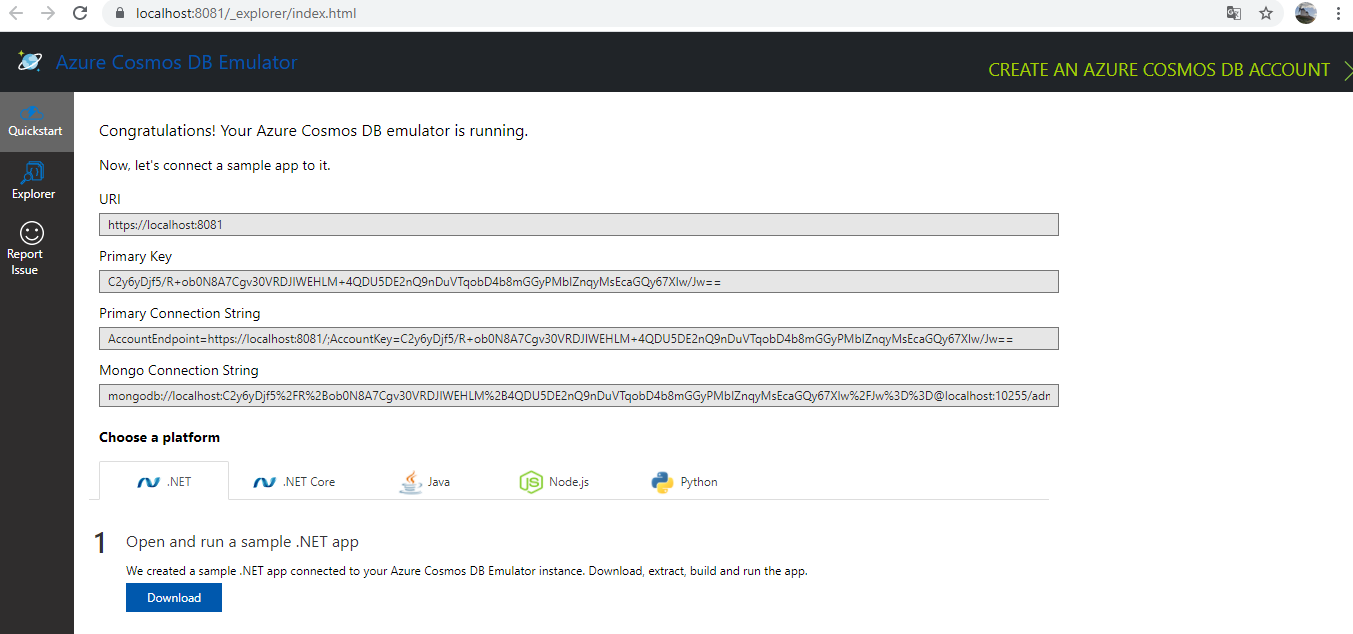 localhost:8081/_explorer/index.html
Azure Cosmos DB Emulator
CREATE AN AZURE COSMOS DB ACCOUNT
Quickstart
Explorer
Report
Issue
Congratulations! Your Azure Cosmos DB emulator is running.
Now, let's connect a sample app to it.
URI
https://localhost:8081
Primary Key
C2y6yDjf5/R+ob0N8A7Cgv30VRDJIWEHLM+4QDU5DE2nQ9nDuVTqobD4b8mGGyPMbIZnqyMsEcaGQy67XIw/Jw==
Primary Connection String
AccountEndpoint=https://localhost:8081/;AccountKey=C2y6yDjf5/R+ob0N8A7Cgv30VRDJIWEHLM+4QDU5DE2nQ9nDuVTqobD4b8mGGyPMbIZnqyMsEcaGQy67XIw/Jw==
Mongo Connection String
mongodb://localhost:C2y6yDjf5%2FR%2Bob0N8A7Cgv30VRDJIWEHLM%2B4QDU5DE2nQ9nDuVTqobD4b8mGGyPMbIZnqyMsEcaGQy67XIw%2FJw%3D%3D@localhost:10255/adm
Choose a platform
.NET .NET Core Java Node.js Python
1 Open and run a sample .NET app
We created a sample .NET app connected to your Azure Cosmos DB Emulator instance. Download, extract, build and run the app.
Download